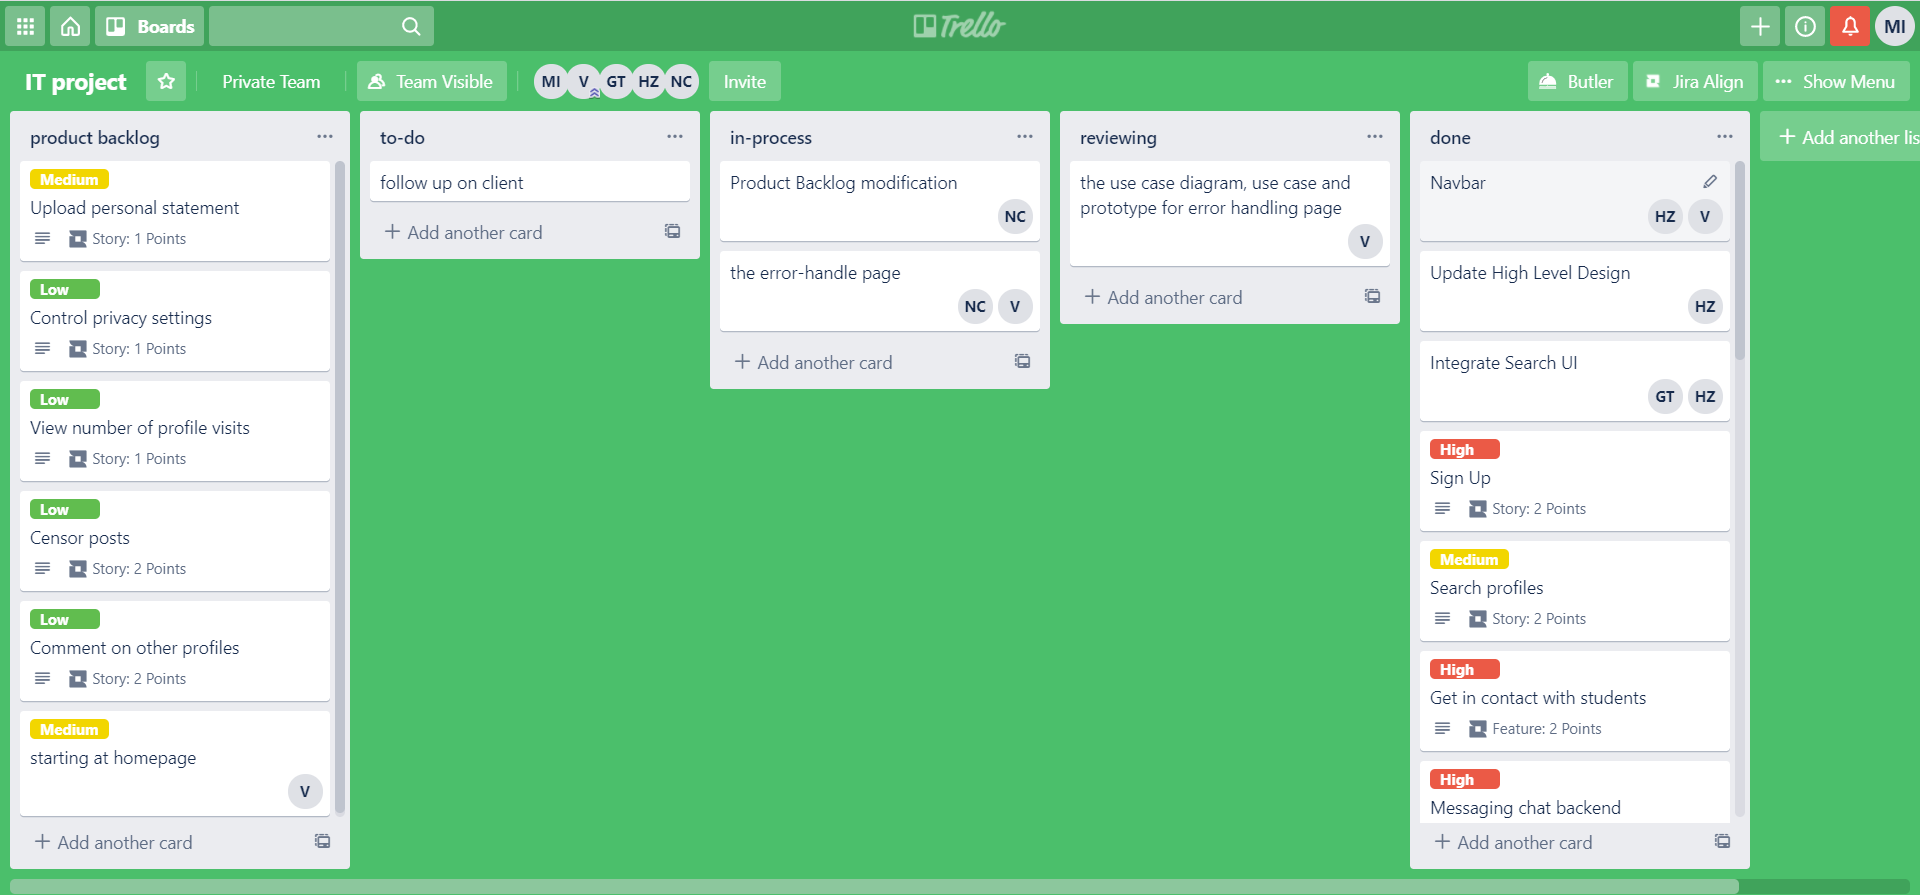 Boards
Trello
MI
IT project
Private Team
Team Visible
MI V GT HZ NC
Invite
Butler
Jira Align
Show Menu
product backlog
Medium
Upload personal statement
Story: 1 Points
Low
Control privacy settings
Story: 1 Points
Low
View number of profile visits
Story: 1 Points
Low
Censor posts
Story: 2 Points
Low
Comment on other profiles
Story: 2 Points
Medium
starting at homepage
V
+ Add another card
to-do
follow up on client
+ Add another card
in-process
Product Backlog modification
NC
the error-handle page
NC V
+ Add another card
reviewing
the use case diagram, use case and
prototype for error handling page
V
+ Add another card
done
Navbar
HZ V
Update High Level Design
HZ
Integrate Search UI
GT HZ
High
Sign Up
Story: 2 Points
Medium
Search profiles
Story: 2 Points
High
Get in contact with students
Feature: 2 Points
High
Messaging chat backend
+ Add another card
+ Add another lis